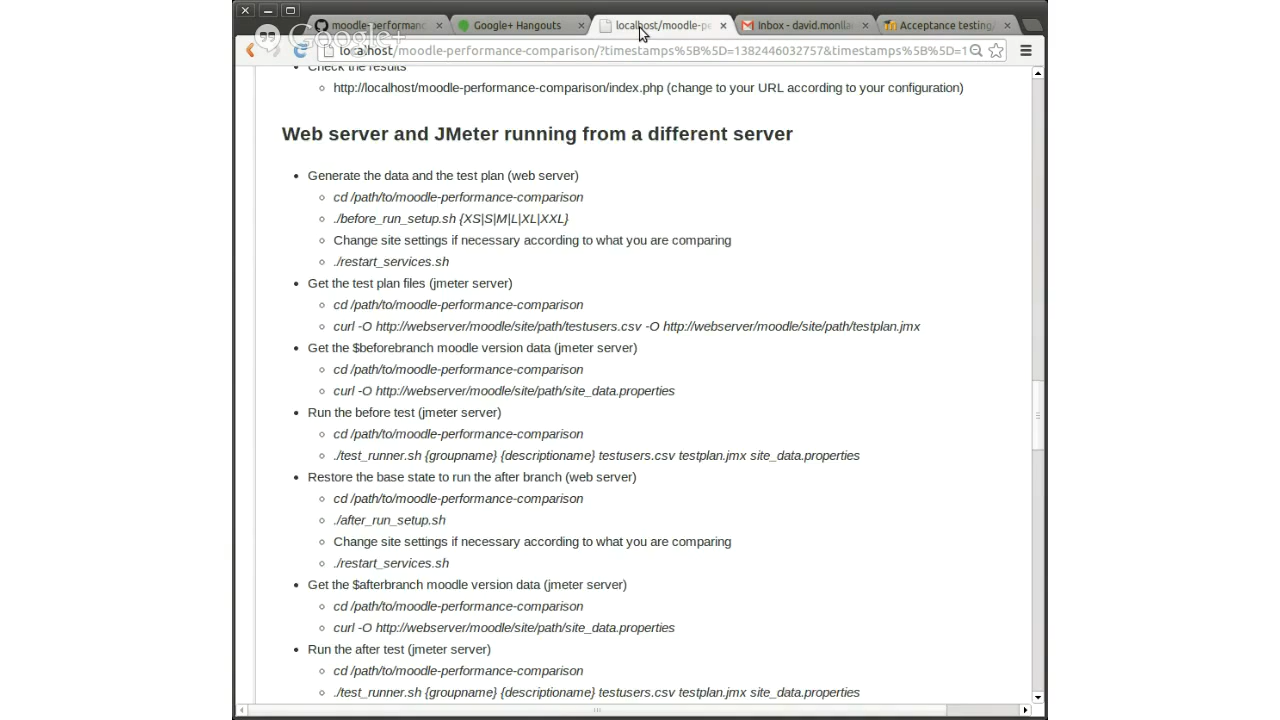 moodle-performan
Google+ Hangouts
localhost/moodle-pe
Inbox - david.monlla
Acceptance testing/
Google+
localhost/moodle-performance-comparison/?timestamps%5B%5D=1382446032757&timestamps%5B%5D=1
Check the results
http://localhost/moodle-performance-comparison/index.php (change to your URL according to your configuration)
Web server and JMeter running from a different server
Generate the data and the test plan (web server)
cd /path/to/moodle-performance-comparison
./before_run_setup.sh {XS|S|M|L|XL|XXL}
Change site settings if necessary according to what you are comparing
./restart_services.sh
Get the test plan files (jmeter server)
cd /path/to/moodle-performance-comparison
curl -O http://webserver/moodle/site/path/testusers.csv -O http://webserver/moodle/site/path/testplan.jmx
Get the $beforebranch moodle version data (jmeter server)
cd /path/to/moodle-performance-comparison
curl -O http://webserver/moodle/site/path/site_data.properties
Run the before test (jmeter server)
cd /path/to/moodle-performance-comparison
./test_runner.sh {groupname} {descriptioname} testusers.csv testplan.jmx site_data.properties
Restore the base state to run the after branch (web server)
cd /path/to/moodle-performance-comparison
./after_run_setup.sh
Change site settings if necessary according to what you are comparing
./restart_services.sh
Get the $afterbranch moodle version data (jmeter server)
cd /path/to/moodle-performance-comparison
curl -O http://webserver/moodle/site/path/site_data.properties
Run the after test (jmeter server)
cd /path/to/moodle-performance-comparison
./test_runner.sh {groupname} {descriptioname} testusers.csv testplan.jmx site_data.properties